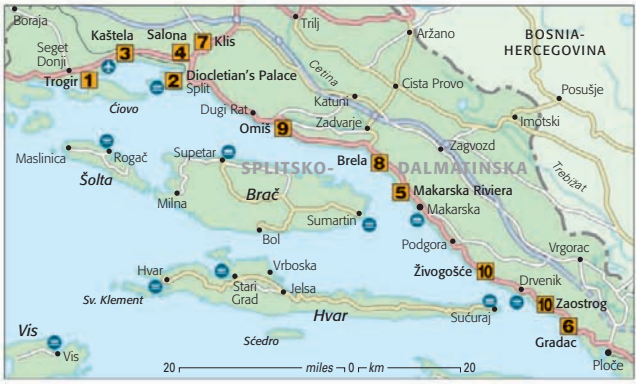 Boraja
Trilj
Kaštela
Salona
7
Klis
Aržano
BOSNIA-
HERCEGOVINA
Seget
Donji
3
4
Cetina
Trogir
1
2
Diocletian's Palace
Split
Cista Provo
Posušje
Čiovo
Katuni
Dugi Rat
Zadvarje
Imotski
Omiš
9
Maslinica
Rogač
Supetar
SPLITSKO-
DALMATINSKA
Brela
8
Zagvozd
Trebižat
Šolta
Brač
5
Makarska Riviera
Milna
Makarska
Sumartin
Bol
Podgora
Vrgorac
Hvar
Vrboska
Živogošće
10
Stari
Grad
Jelsa
Drvenik
Sv. Klement
Hvar
Sućuraj
10
Zaostrog
6
Gradac
Vis
Šćedro
Vis
Ploče
20
miles
0
km
20